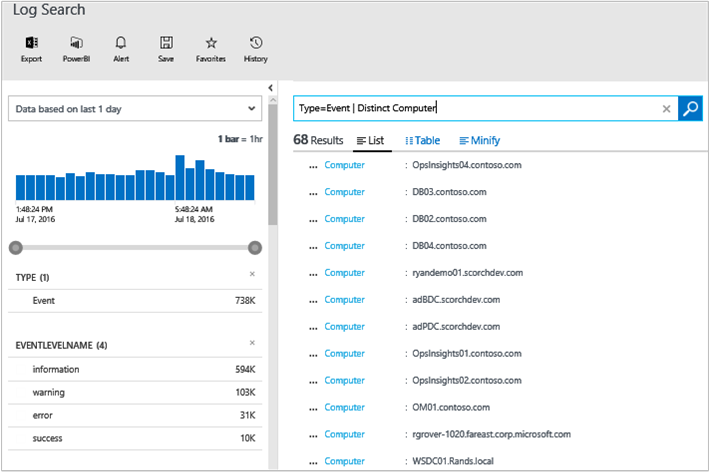 Log Search
Export PowerBI Alert Save Favorites History
Data based on last 1 day
1 bar = 1hr
1:48:24 PM 5:48:24 AM
Jul 17, 2016 Jul 18, 2016
TYPE (1)
Event 738K
EVENTLEVELNAME (4)
information 594K
warning 103K
error 31K
success 10K
Type=Event | Distinct Computer
68 Results List Table Minify
... Computer : OpsInsights04.contoso.com
... Computer : DB03.contoso.com
... Computer : DB02.contoso.com
... Computer : DB04.contoso.com
... Computer : ryandemo01.scorchdev.com
... Computer : adBDC.scorchdev.com
... Computer : adPDC.scorchdev.com
... Computer : OpsInsights01.contoso.com
... Computer : OpsInsights02.contoso.com
... Computer : OM01.contoso.com
... Computer : rgrover-1020.fareast.corp.microsoft.com
... Computer : WSDC01.Rands.local